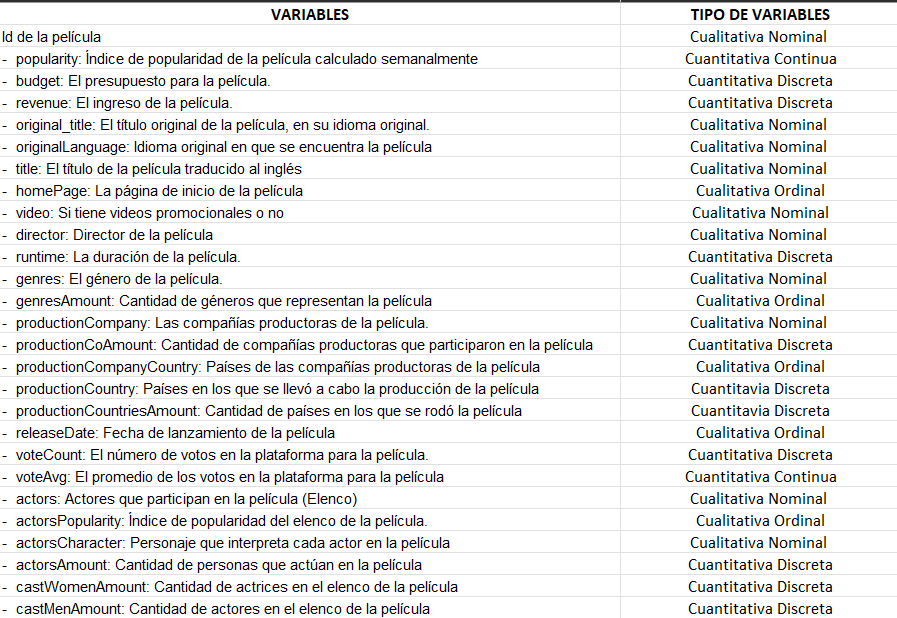 VARIABLES TIPO DE VARIABLES
Id de la película Cualitativa Nominal
- popularity: Índice de popularidad de la película calculado semanalmente Cuantitativa Continua
- budget: El presupuesto para la película. Cuantitativa Discreta
- revenue: El ingreso de la película. Cuantitativa Discreta
- original_title: El título original de la película, en su idioma original. Cualitativa Nominal
- originalLanguage: Idioma original en que se encuentra la película Cualitativa Nominal
- title: El título de la película traducido al inglés Cualitativa Nominal
- homePage: La página de inicio de la película Cualitativa Ordinal
- video: Si tiene videos promocionales o no Cualitativa Nominal
- director: Director de la película Cualitativa Nominal
- runtime: La duración de la película. Cuantitativa Discreta
- genres: El género de la película. Cualitativa Nominal
- genresAmount: Cantidad de géneros que representan la película Cualitativa Ordinal
- productionCompany: Las compañías productoras de la película. Cualitativa Nominal
- productionCoAmount: Cantidad de compañías productoras que participaron en la película Cuantitativa Discreta
- productionCompanyCountry: Países de las compañías productoras de la película Cualitativa Ordinal
- productionCountry: Países en los que se llevó a cabo la producción de la película Cuantitavia Discreta
- productionCountriesAmount: Cantidad de países en los que se rodó la película Cuantitavia Discreta
- releaseDate: Fecha de lanzamiento de la película Cualitativa Ordinal
- voteCount: El número de votos en la plataforma para la película. Cuantitativa Discreta
- voteAvg: El promedio de los votos en la plataforma para la película Cuantitativa Continua
- actors: Actores que participan en la película (Elenco) Cualitativa Nominal
- actorsPopularity: Índice de popularidad del elenco de la película. Cualitativa Ordinal
- actorsCharacter: Personaje que interpreta cada actor en la película Cualitativa Nominal
- actorsAmount: Cantidad de personas que actúan en la película Cuantitativa Discreta
- castWomenAmount: Cantidad de actrices en el elenco de la película Cuantitativa Discreta
- castMenAmount: Cantidad de actores en el elenco de la película Cuantitativa Discreta